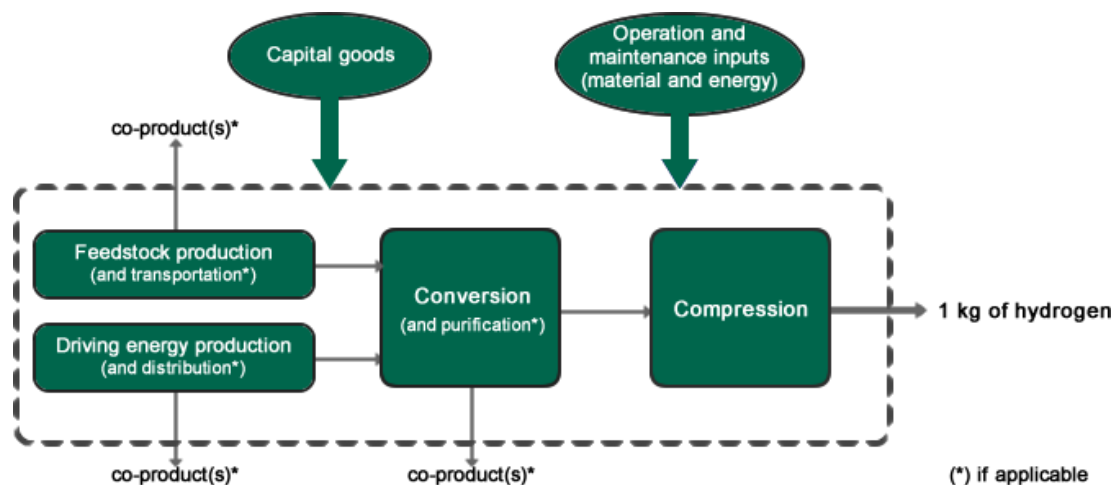 Capital goods
Operation and
maintenance inputs
(material and energy)
co-product(s)*
Feedstock production
(and transportation*)
Driving energy production
(and distribution*)
Conversion
(and purification*)
Compression
1 kg of hydrogen
co-product(s)*
co-product(s)*
(*) if applicable